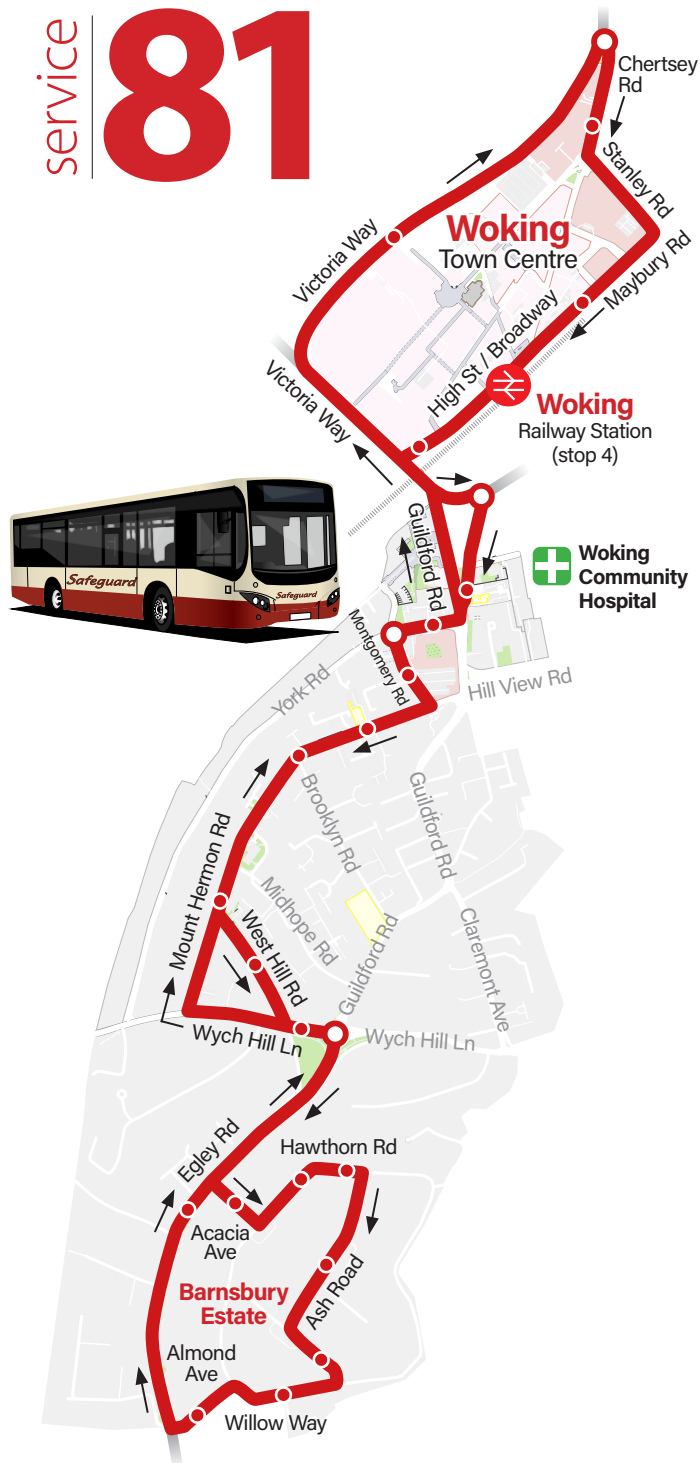 service
81
Chertsey
Rd
Stanley Rd
Victoria Way
Woking
Town Centre
Maybury Rd
High St / Broadway
Victoria Way
Woking
Railway Station
(stop 4)
Guildford Rd
Woking
Community
Hospital
Safeguard
Safeguard
Montgomery Rd
York Rd
Hill View Rd
Brooklyn Rd
Guildford Rd
Mount Hermon Rd
Midhope Rd
West Hill Rd
Guildford Rd
Claremont Ave
Wych Hill Ln
Wych Hill Ln
Egley Rd
Hawthorn Rd
Acacia
Ave
Barnsbury
Estate
Ash Road
Almond
Ave
Willow Way